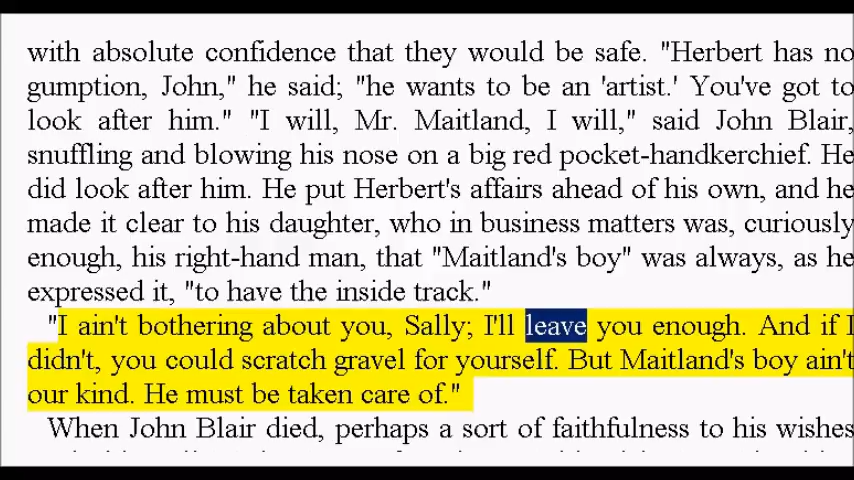 with absolute confidence that they would be safe. "Herbert has no
gumption, John," he said; "he wants to be an 'artist.' You've got to
look after him." "I will, Mr. Maitland, I will," said John Blair,
snuffling and blowing his nose on a big red pocket-handkerchief. He
did look after him. He put Herbert's affairs ahead of his own, and he
made it clear to his daughter, who in business matters was, curiously
enough, his right-hand man, that "Maitland's boy" was always, as he
expressed it, "to have the inside track."
"I ain't bothering about you, Sally; I'll leave you enough. And if I
didn't, you could scratch gravel for yourself. But Maitland's boy ain't
our kind. He must be taken care of."
When John Blair died, perhaps a sort of faithfulness to his wishes